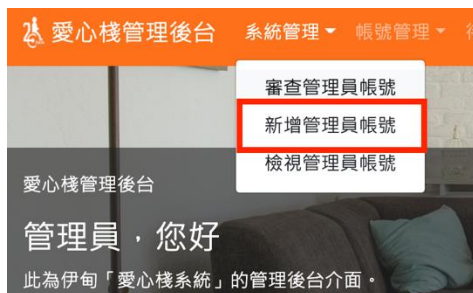 愛心棧管理後台 系統管理 帳號管理
審查管理員帳號
新增管理員帳號
檢視管理員帳號
愛心棧管理後台
管理員，您好
此為伊甸「愛心棧系統」的管理後台介面。